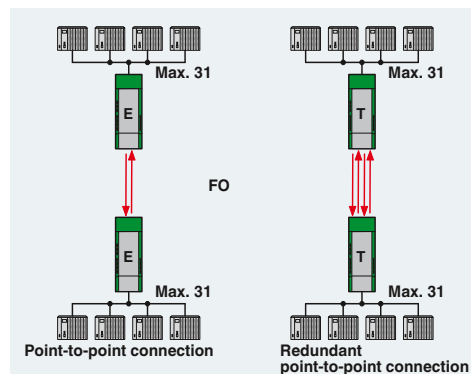 Max. 31
Max. 31
E
T
FO
E
T
Max. 31
Max. 31
Point-to-point connection
Redundant
point-to-point connection